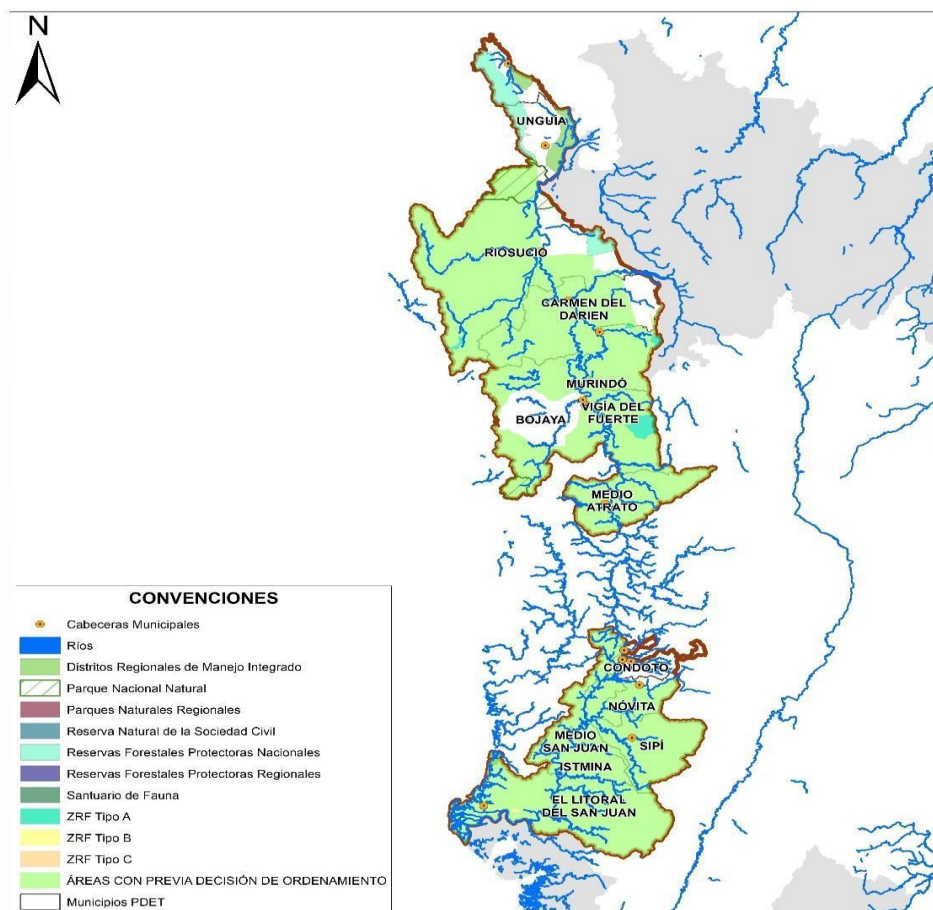 N
UNGUÍA
RIOSUCIO
CARMEN DEL
DARIEN
MURINDÓ
VIGÍA DEL
FUERTE
BOJAYA
MEDIO
ATRATO
CONDOTO
NÓVITA
MEDIO
SAN JUAN
SIPÍ
ISTMINA
EL LITORAL
DEL SAN JUAN
CONVENCIONES
Cabeceras Municipales
Ríos
Distritos Regionales de Manejo Integrado
Parque Nacional Natural
Parques Naturales Regionales
Reserva Natural de la Sociedad Civil
Reservas Forestales Protectoras Nacionales
Reservas Forestales Protectoras Regionales
Santuario de Fauna
ZRF Tipo A
ZRF Tipo B
ZRF Tipo C
ÁREAS CON PREVIA DECISIÓN DE ORDENAMIENTO
Municipios PDET